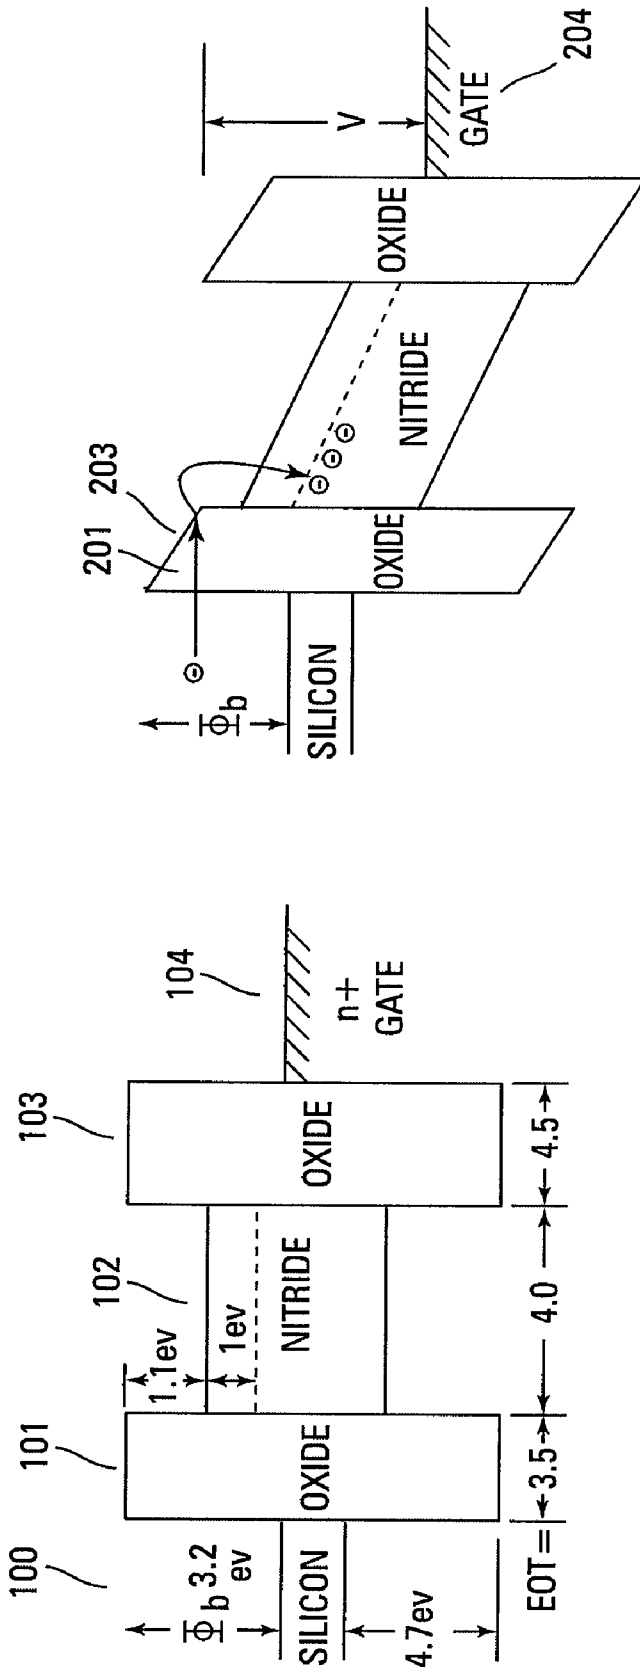 100
101
102
103
104
Φb 3.2
ev
1.1ev
1ev
SILICON
OXIDE
NITRIDE
OXIDE
n+
GATE
4.7ev
EOT =
3.5
4.0
4.5
201
203
Φb
V
SILICON
OXIDE
NITRIDE
OXIDE
GATE
204